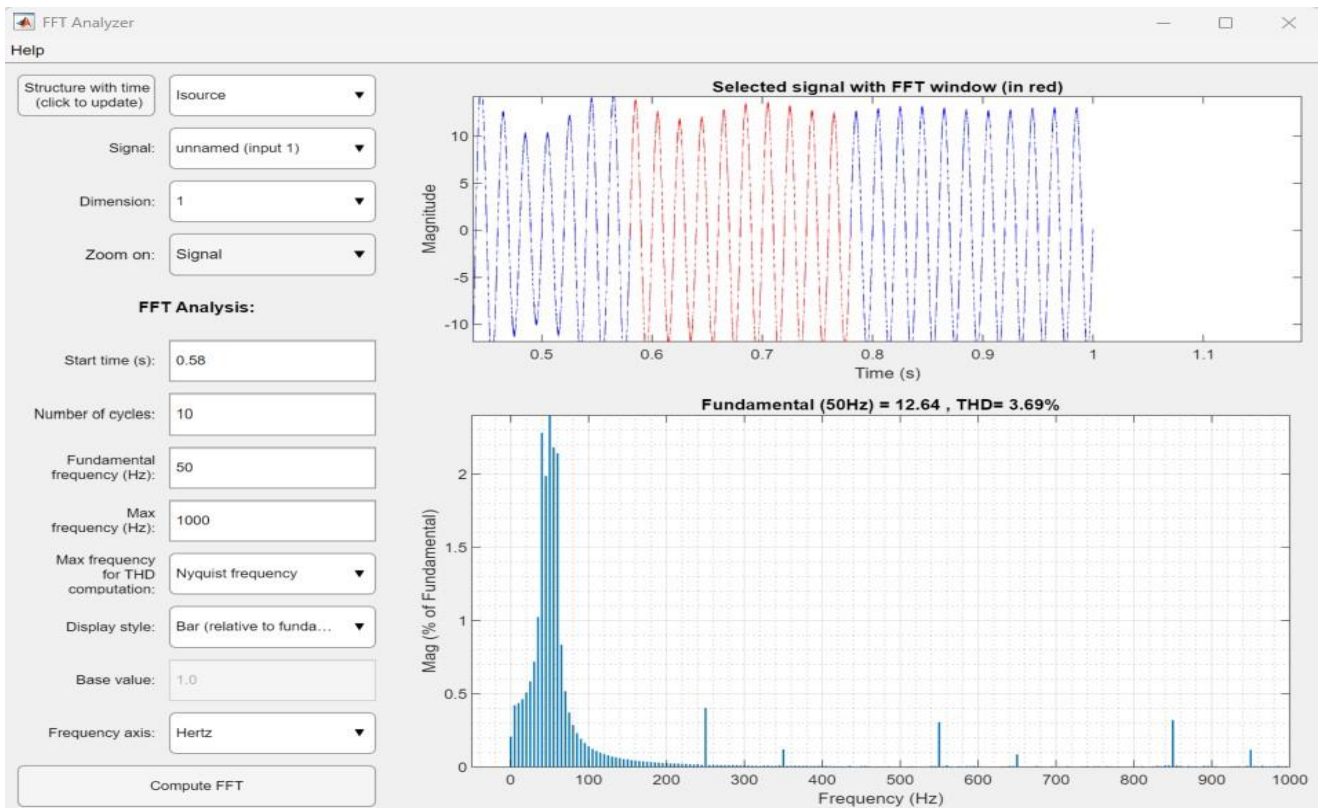 FFT Analyzer
Help
Structure with time
(click to update)
Isource
Signal:
unnamed (input 1)
Dimension:
1
Zoom on:
Signal
FFT Analysis:
Start time (s):
0.58
Number of cycles:
10
Fundamental
frequency (Hz):
50
Max
frequency (Hz):
1000
Max frequency
for THD
computation:
Nyquist frequency
Display style:
Bar (relative to funda...
Base value:
1.0
Frequency axis:
Hertz
Compute FFT
Selected signal with FFT window (in red)
Magnitude
10
5
0
-5
-10
0.5
0.6
0.7
0.8
0.9
1
1.1
Time (s)
Fundamental (50Hz) = 12.64 , THD= 3.69%
Mag (% of Fundamental)
2
1.5
1
0.5
0
0
100
200
300
400
500
600
700
800
900
1000
Frequency (Hz)